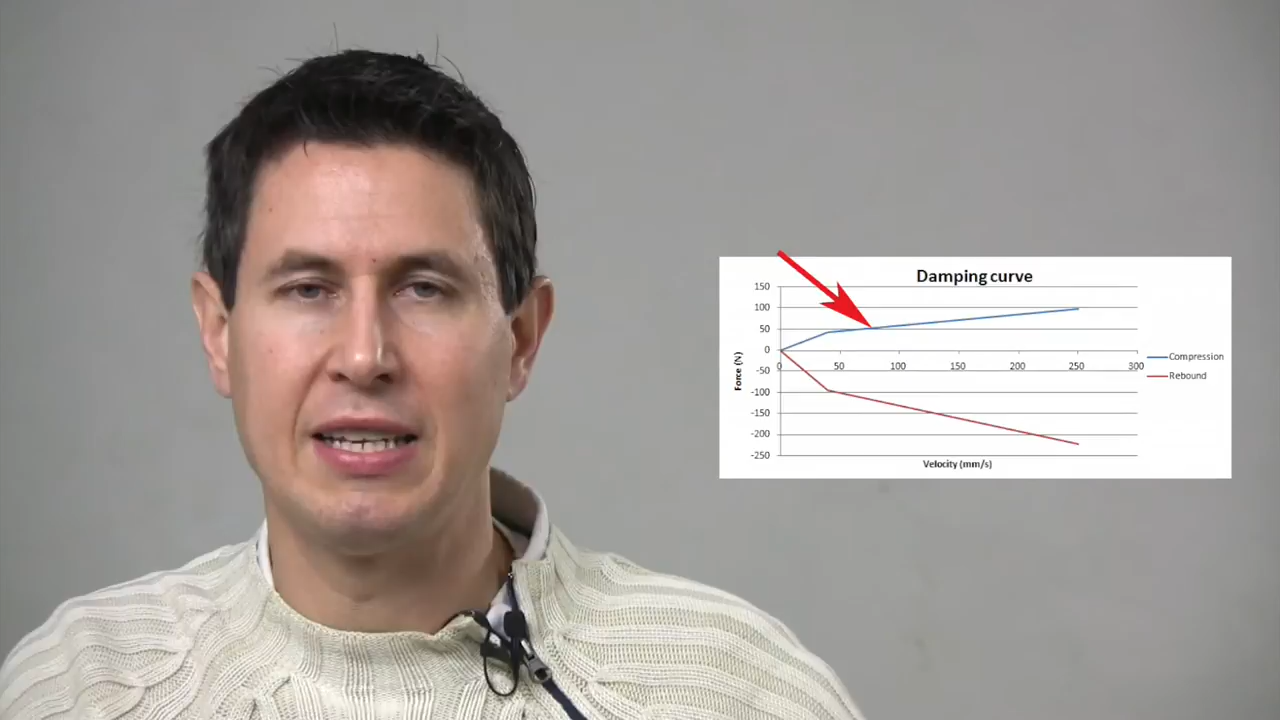 Damping curve
150
100
50
0
-50
-100
-150
-200
-250
0 50 100 150 200 250 300
Force (N)
Velocity (mm/s)
Compression
Rebound